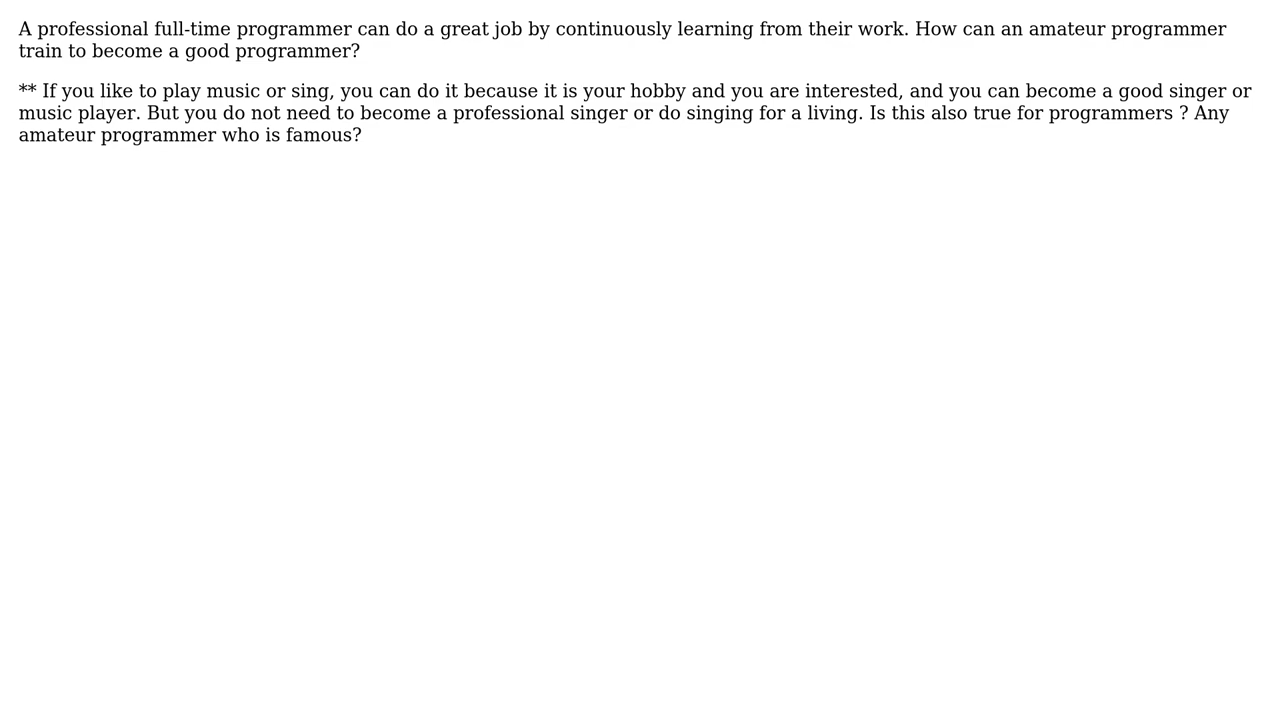 A professional full-time programmer can do a great job by continuously learning from their work. How can an amateur programmer
train to become a good programmer?
** If you like to play music or sing, you can do it because it is your hobby and you are interested, and you can become a good singer or
music player. But you do not need to become a professional singer or do singing for a living. Is this also true for programmers ? Any
amateur programmer who is famous?